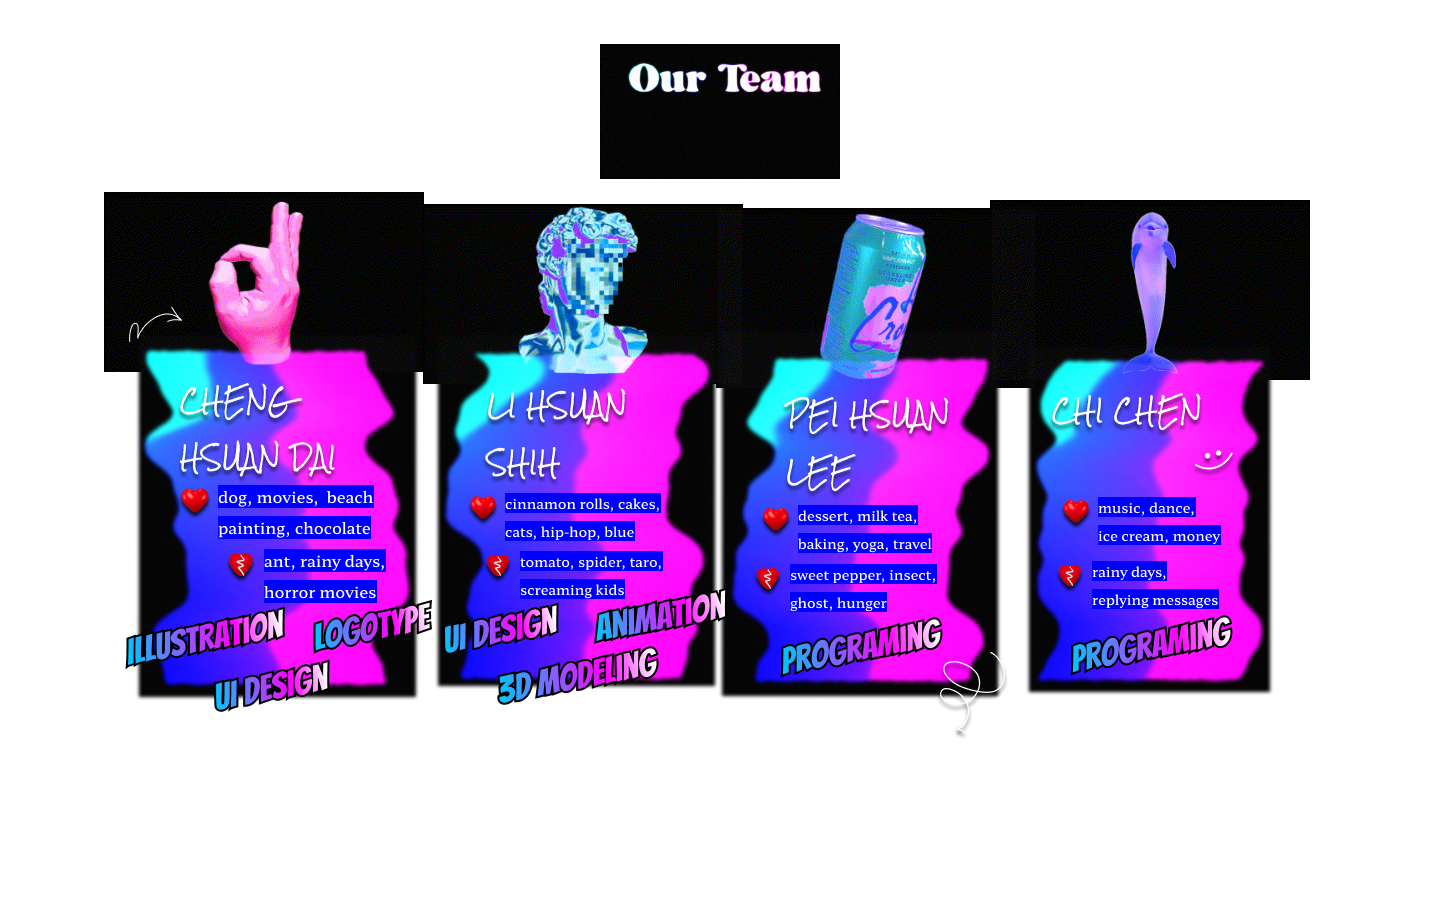 Our Team
CHENG
HSUAN DAI
dog, movies, beach
painting, chocolate
ant, rainy days,
horror movies
ILLUSTRATION
LOGOTYPE
UI DESIGN
LI HSUAN
SHIH
cinnamon rolls, cakes,
cats, hip-hop, blue
tomato, spider, taro,
screaming kids
UI DESIGN
ANIMATION
3D MODELING
PEI HSUAN
LEE
dessert, milk tea,
baking, yoga, travel
sweet pepper, insect,
ghost, hunger
PROGRAMING
CHI CHEN
music, dance,
ice cream, money
rainy days,
replying messages
PROGRAMING